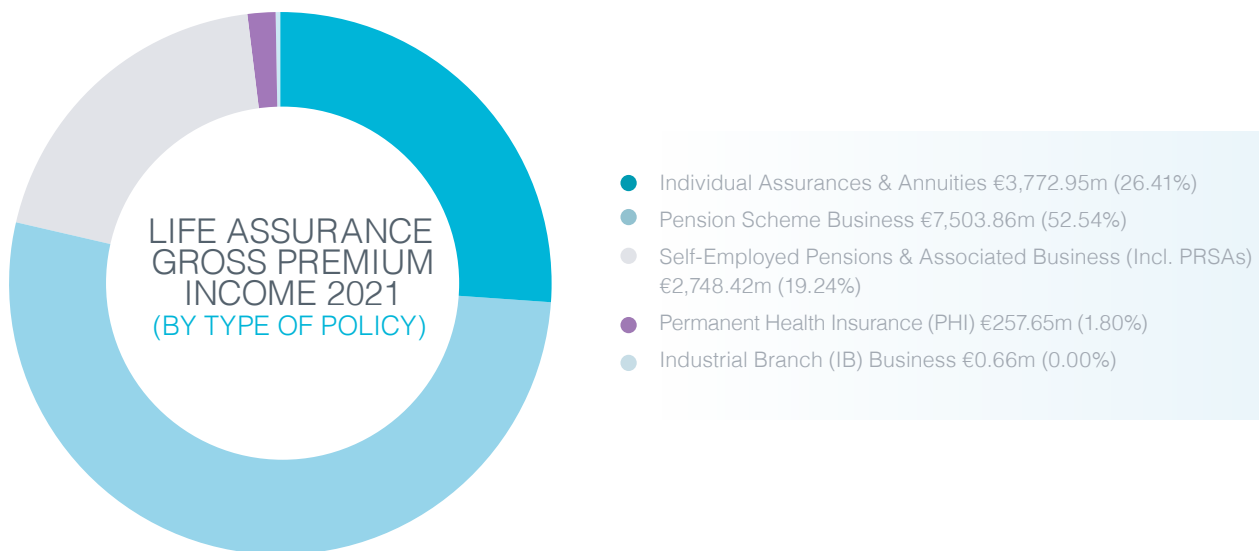 LIFE ASSURANCE
GROSS PREMIUM
INCOME 2021
(BY TYPE OF POLICY)
Individual Assurances & Annuities €3,772.95m (26.41%)
Pension Scheme Business €7,503.86m (52.54%)
Self-Employed Pensions & Associated Business (Incl. PRSAs)
€2,748.42m (19.24%)
Permanent Health Insurance (PHI) €257.65m (1.80%)
Industrial Branch (IB) Business €0.66m (0.00%)